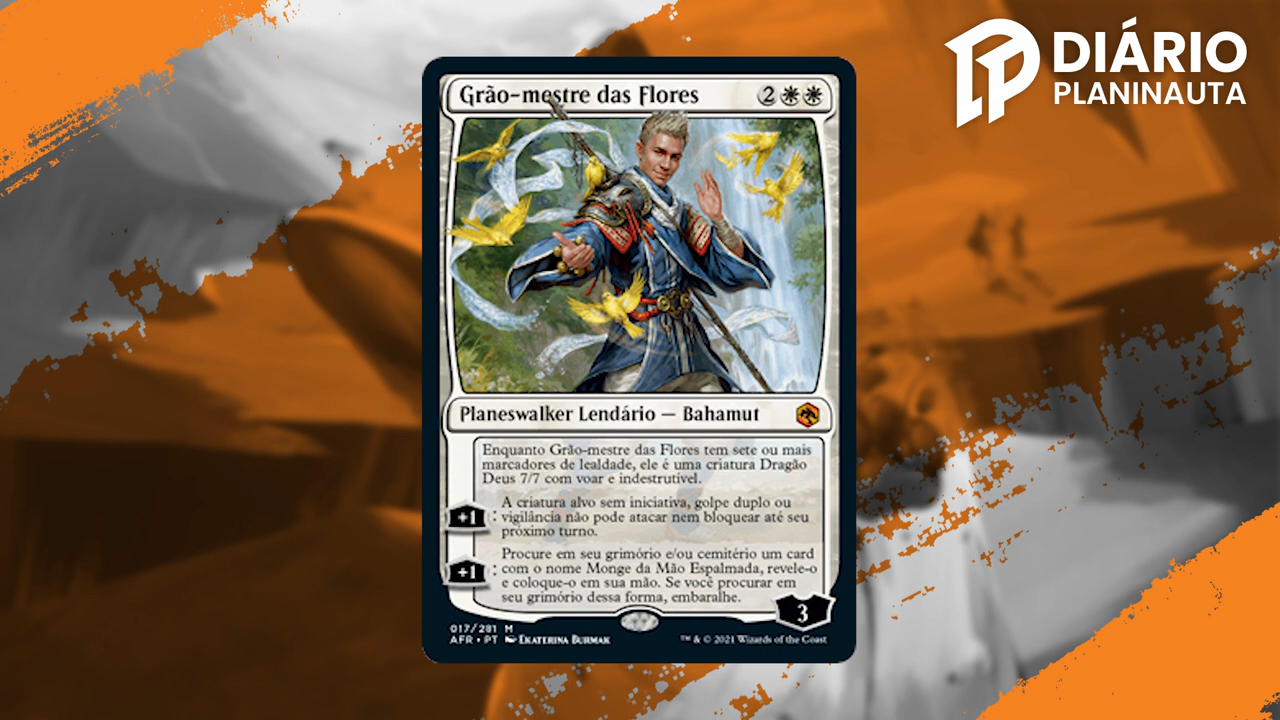 DIÁRIO
PLANINAUTA
Grão-mestre das Flores 2
Planeswalker Lendário — Bahamut
Enquanto Grão-mestre das Flores tem sete ou mais
marcadores de lealdade, ele é uma criatura Dragão
Deus 7/7 com voar e indestrutível.
+1 : A criatura alvo sem iniciativa, golpe duplo ou
vigilância não pode atacar nem bloquear até seu
próximo turno.
+1 : Procure em seu grimório e/ou cemitério um card
com o nome Monge da Mão Espalmada, revele-o
e coloque-o em sua mão. Se você procurar em
seu grimório dessa forma, embaralhe.
3
017/281 M
AFR • PT EKATERINA BURMAK
™ & © 2021 Wizards of the Coast